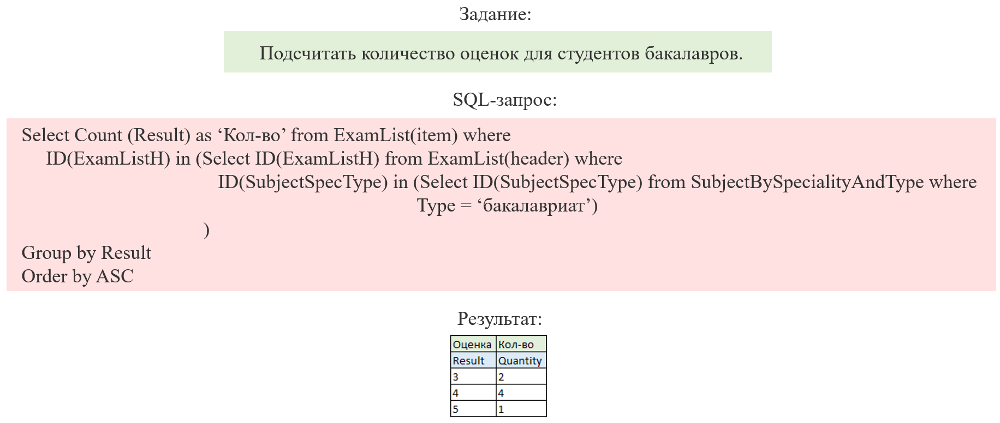 Задание:
Подсчитать количество оценок для студентов бакалавров.
SQL-запрос:
Select Count (Result) as ‘Кол-во’ from ExamList(item) where
ID(ExamListH) in (Select ID(ExamListH) from ExamList(header) where
ID(SubjectSpecType) in (Select ID(SubjectSpecType) from SubjectBySpecialityAndType where
Type = ‘бакалавриат’)
)
Group by Result
Order by ASC
Результат:
Оценка Кол-во
Result Quantity
3 2
4 4
5 1